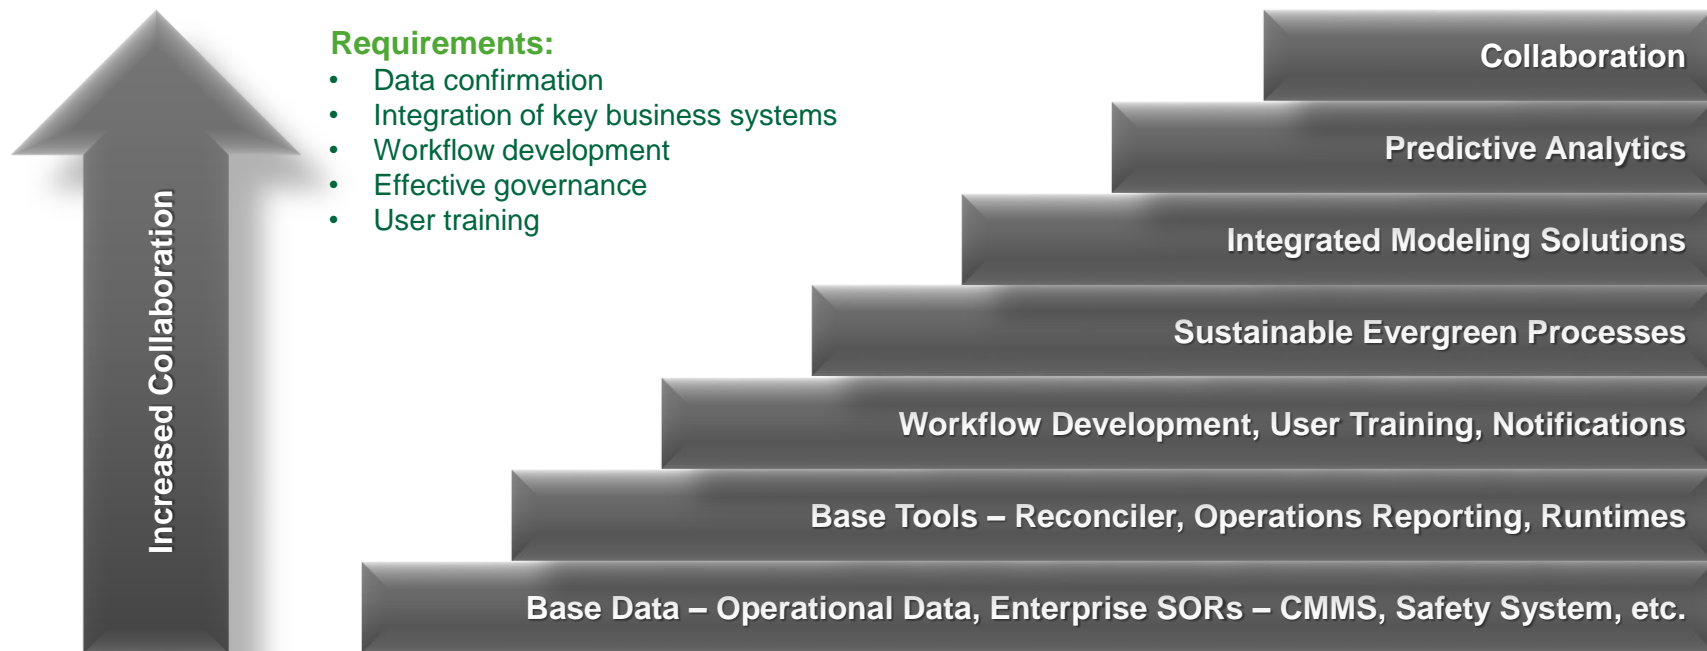 Increased Collaboration
Requirements:
• Data confirmation
• Integration of key business systems
• Workflow development
• Effective governance
• User training
Collaboration
Predictive Analytics
Integrated Modeling Solutions
Sustainable Evergreen Processes
Workflow Development, User Training, Notifications
Base Tools – Reconciler, Operations Reporting, Runtimes
Base Data – Operational Data, Enterprise SORs – CMMS, Safety System, etc.